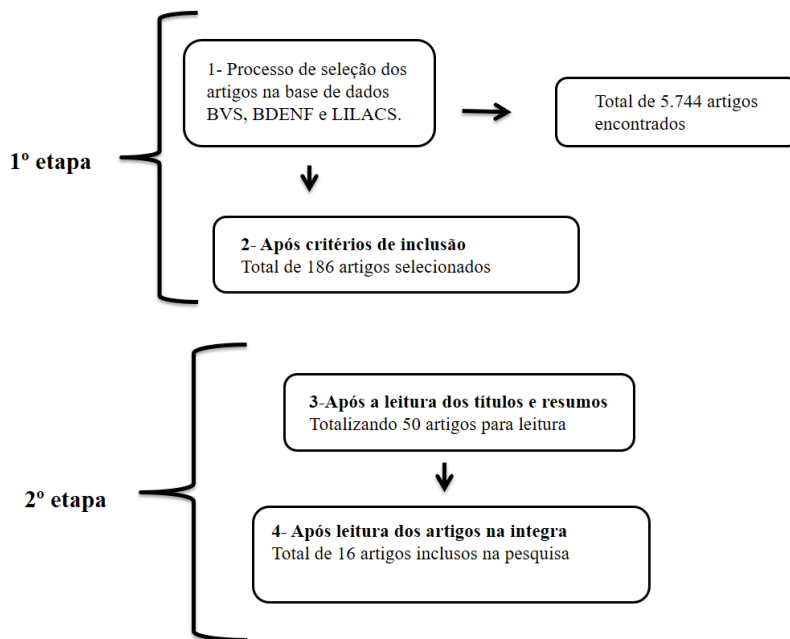 1- Processo de seleção dos
artigos na base de dados
BVS, BDENF e LILACS.
Total de 5.744 artigos
encontrados
1º etapa
2- Após critérios de inclusão
Total de 186 artigos selecionados
3-Após a leitura dos títulos e resumos
Totalizando 50 artigos para leitura
2º etapa
4- Após leitura dos artigos na integra
Total de 16 artigos inclusos na pesquisa